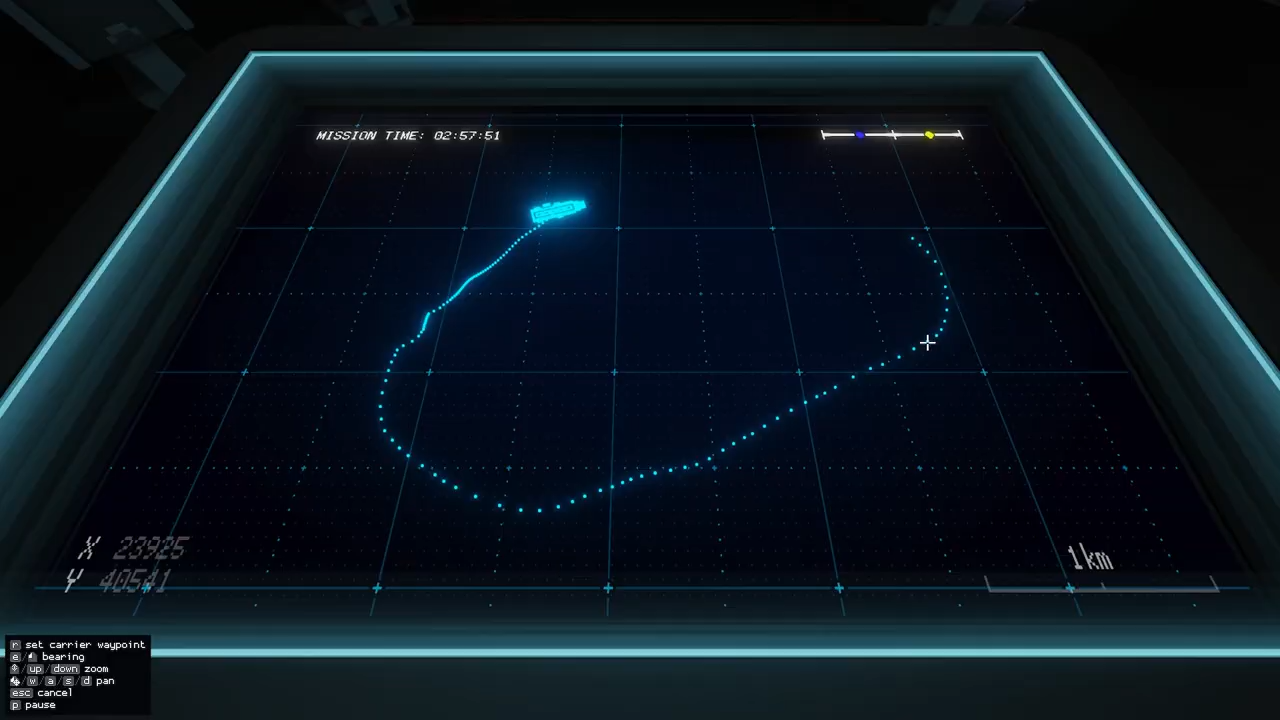 MISSION TIME: 02:57:51
X 23925
Y 40541
1km
r set carrier waypoint
e / bearing
/ up / down zoom
/ w / a / s / d pan
esc cancel
p pause